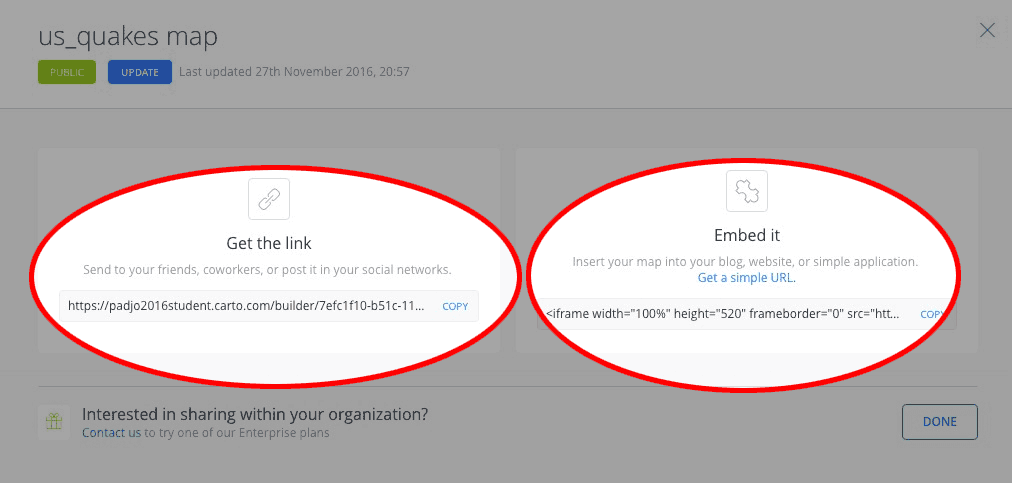 us_quakes map
PUBLIC UPDATE Last updated 27th November 2016, 20:57
Get the link
Send to your friends, coworkers, or post it in your social networks.
https://padjo2016student.carto.com/builder/7efc1f10-b51c-11... COPY
Embed it
Insert your map into your blog, website, or simple application.
Get a simple URL.
<iframe width="100%" height="520" frameborder="0" src="htt... COPY
Interested in sharing within your organization?
Contact us to try one of our Enterprise plans
DONE